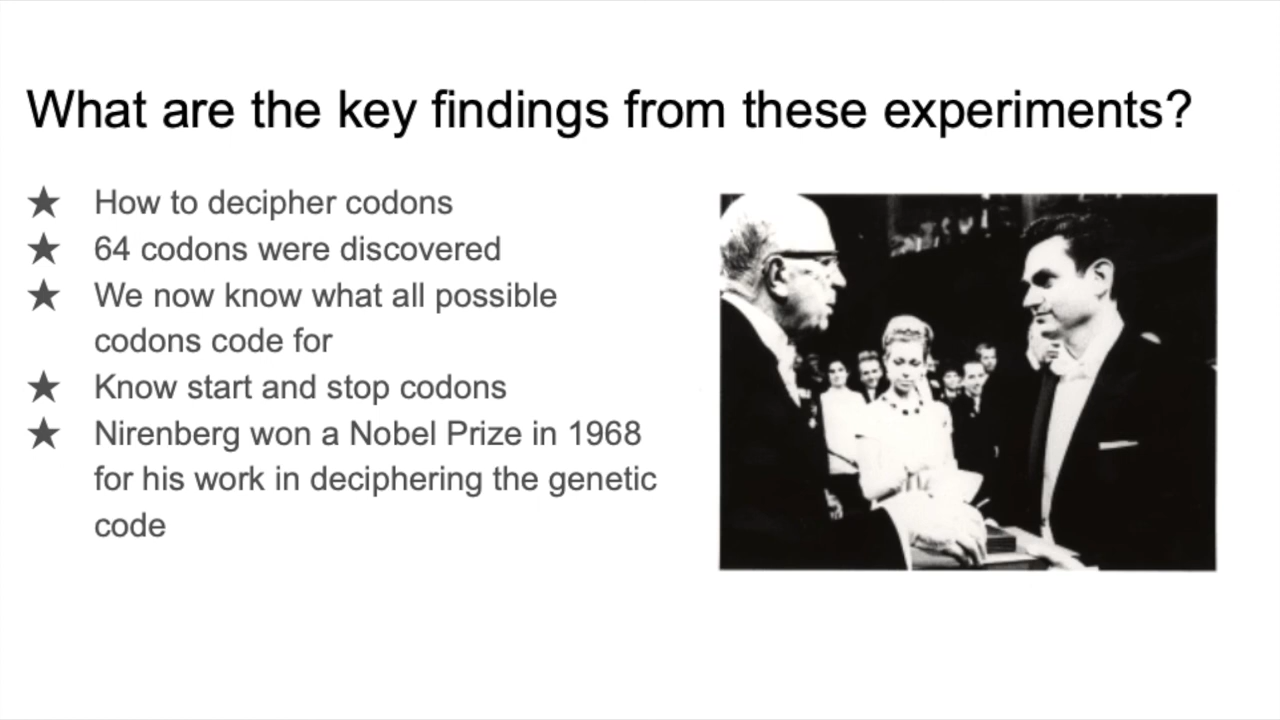 What are the key findings from these experiments?
★ How to decipher codons
★ 64 codons were discovered
★ We now know what all possible
codons code for
★ Know start and stop codons
★ Nirenberg won a Nobel Prize in 1968
for his work in deciphering the genetic
code